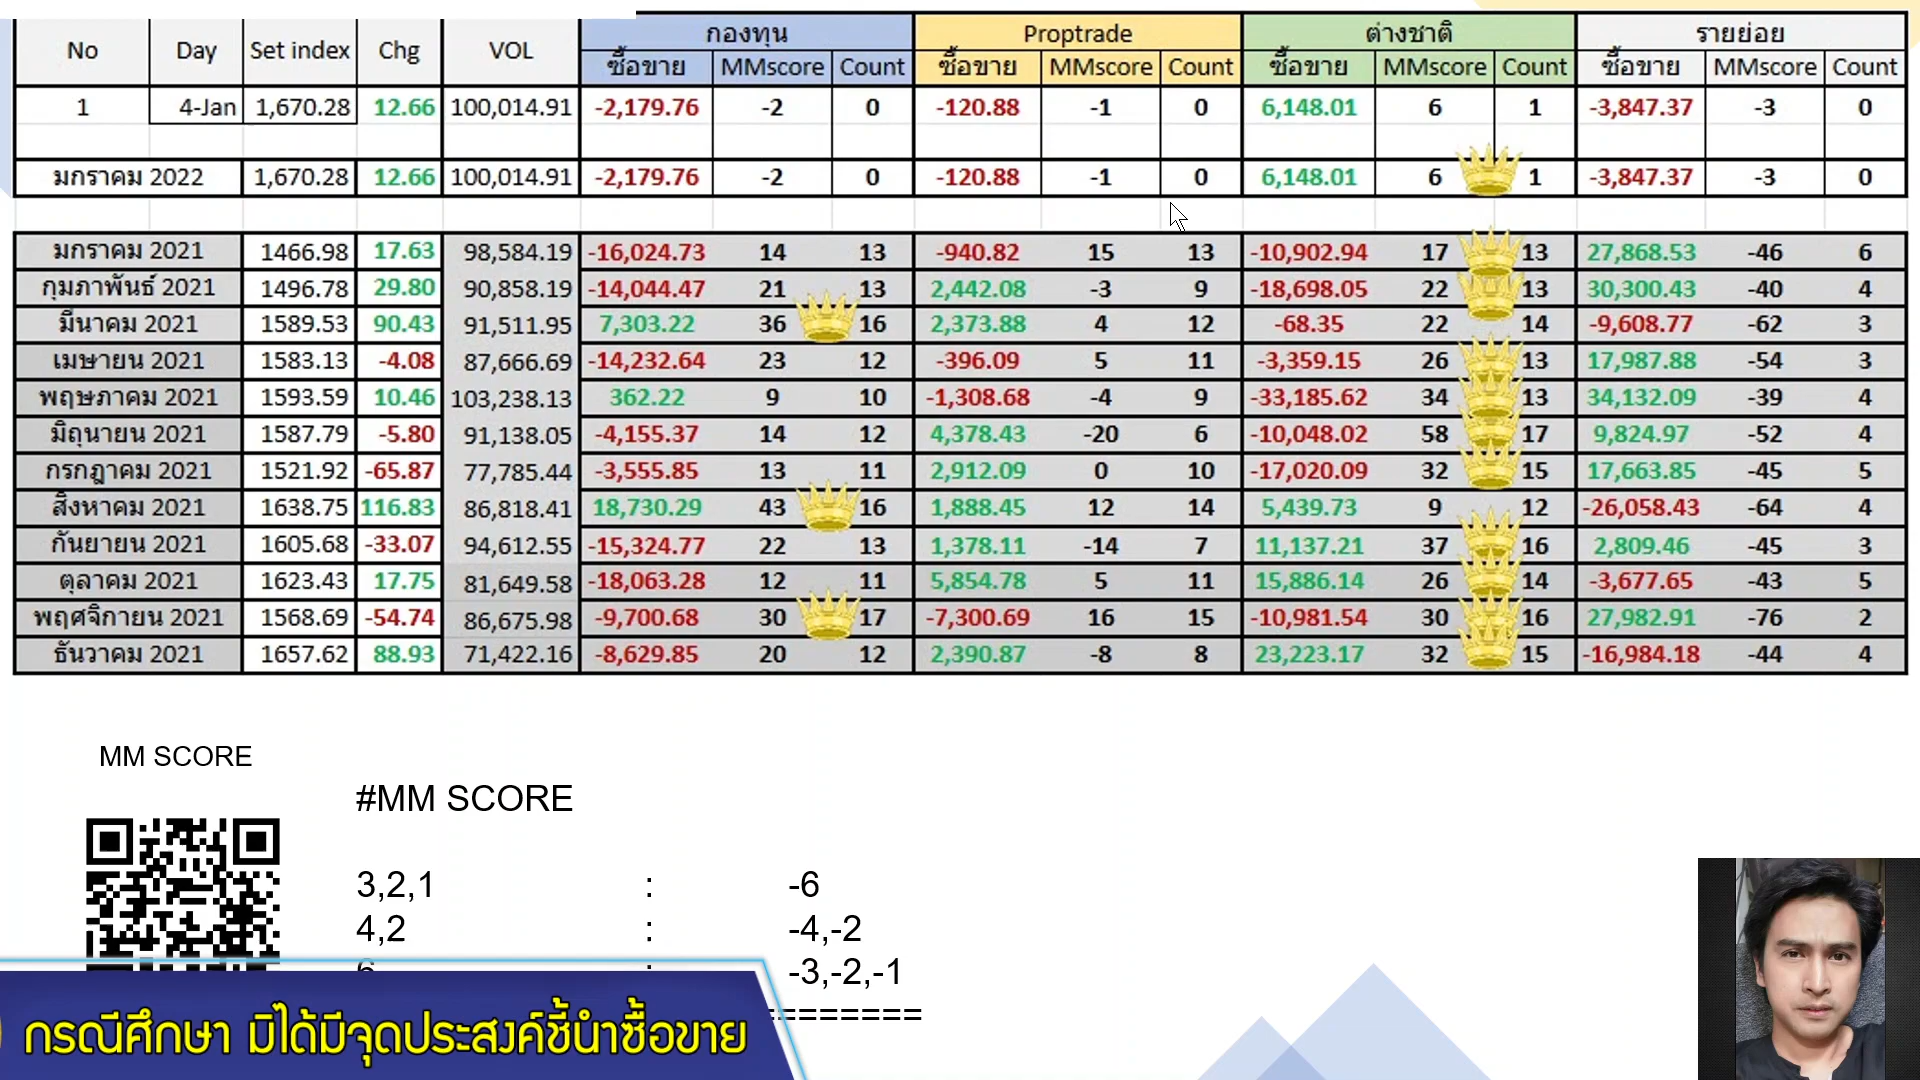 No Day Set index Chg VOL กองทุน Proptrade ต่างชาติ รายย่อย
ซื้อขาย MMscore Count ซื้อขาย MMscore Count ซื้อขาย MMscore Count ซื้อขาย MMscore Count
1 4-Jan 1,670.28 12.66 100,014.91 -2,179.76 -2 0 -120.88 -1 0 6,148.01 6 1 -3,847.37 -3 0
มกราคม 2022 1,670.28 12.66 100,014.91 -2,179.76 -2 0 -120.88 -1 0 6,148.01 6 1 -3,847.37 -3 0
มกราคม 2021 1466.98 17.63 98,584.19 -16,024.73 14 13 -940.82 15 13 -10,902.94 17 13 27,868.53 -46 6
กุมภาพันธ์ 2021 1496.78 29.80 90,858.19 -14,044.47 21 13 2,442.08 -3 9 -18,698.05 22 13 30,300.43 -40 4
มีนาคม 2021 1589.53 90.43 91,511.95 7,303.22 36 16 2,373.88 4 12 -68.35 22 14 -9,608.77 -62 3
เมษายน 2021 1583.13 -4.08 87,666.69 -14,232.64 23 12 -396.09 5 11 -3,359.15 26 13 17,987.88 -54 3
พฤษภาคม 2021 1593.59 10.46 103,238.13 362.22 9 10 -1,308.68 -4 9 -33,185.62 34 13 34,132.09 -39 4
มิถุนายน 2021 1587.79 -5.80 91,138.05 -4,155.37 14 12 4,378.43 -20 6 -10,048.02 58 17 9,824.97 -52 4
กรกฎาคม 2021 1521.92 -65.87 77,785.44 -3,555.85 13 11 2,912.09 0 10 -17,020.09 32 15 17,663.85 -45 5
สิงหาคม 2021 1638.75 116.83 86,818.41 18,730.29 43 16 1,888.45 12 14 5,439.73 9 12 -26,058.43 -64 4
กันยายน 2021 1605.68 -33.07 94,612.55 -15,324.77 22 13 1,378.11 -14 7 11,137.21 37 16 2,809.46 -45 3
ตุลาคม 2021 1623.43 17.75 81,649.58 -18,063.28 12 11 5,854.78 5 11 15,886.14 26 14 -3,677.65 -43 5
พฤศจิกายน 2021 1568.69 -54.74 86,675.98 -9,700.68 30 17 -7,300.69 16 15 -10,981.54 30 16 27,982.91 -76 2
ธันวาคม 2021 1657.62 88.93 71,422.16 -8,629.85 20 12 2,390.87 -8 8 23,223.17 32 15 -16,984.18 -44 4
MM SCORE
#MM SCORE
3,2,1 : -6
4,2 : -4,-2
6 : -3,-2,-1
========
กรณีศึกษา มิได้มีจุดประสงค์ชี้นำซื้อขาย